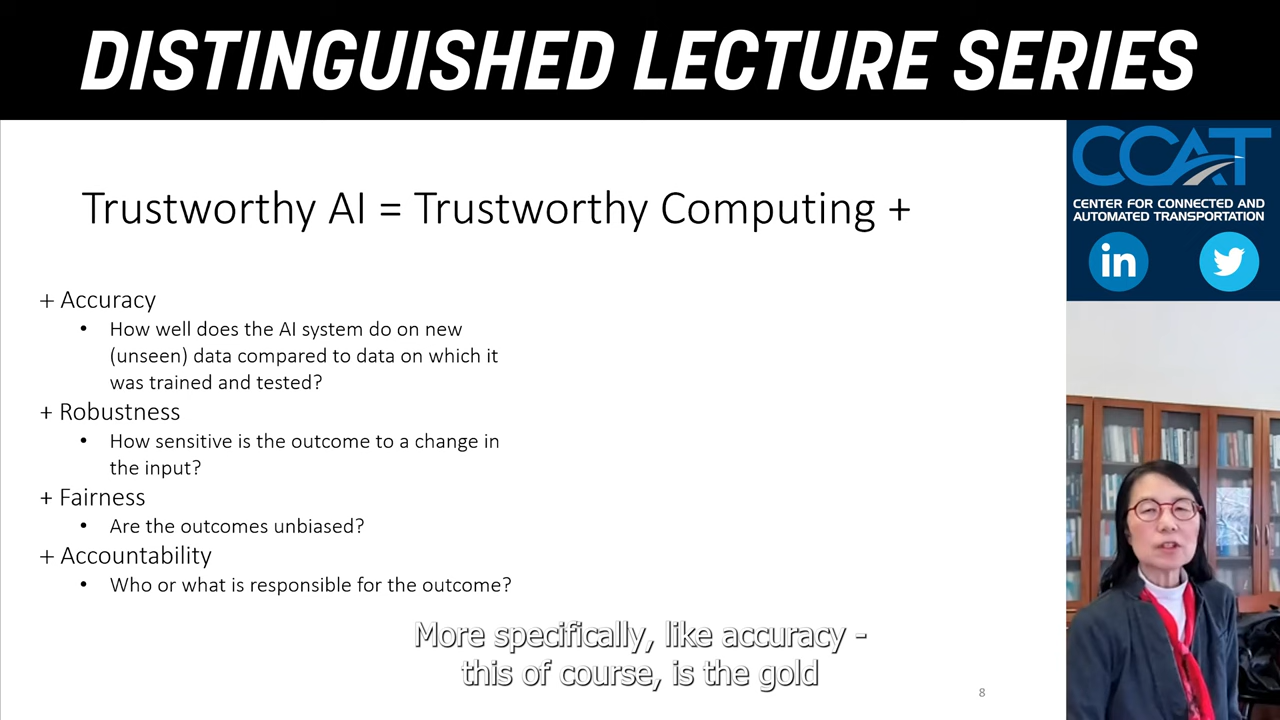 DISTINGUISHED LECTURE SERIES
CCAT
CENTER FOR CONNECTED AND
AUTOMATED TRANSPORTATION
in
Trustworthy AI = Trustworthy Computing +
+ Accuracy
• How well does the AI system do on new
(unseen) data compared to data on which it
was trained and tested?
+ Robustness
• How sensitive is the outcome to a change in
the input?
+ Fairness
• Are the outcomes unbiased?
+ Accountability
• Who or what is responsible for the outcome?
More specifically, like accuracy -
this of course, is the gold
8